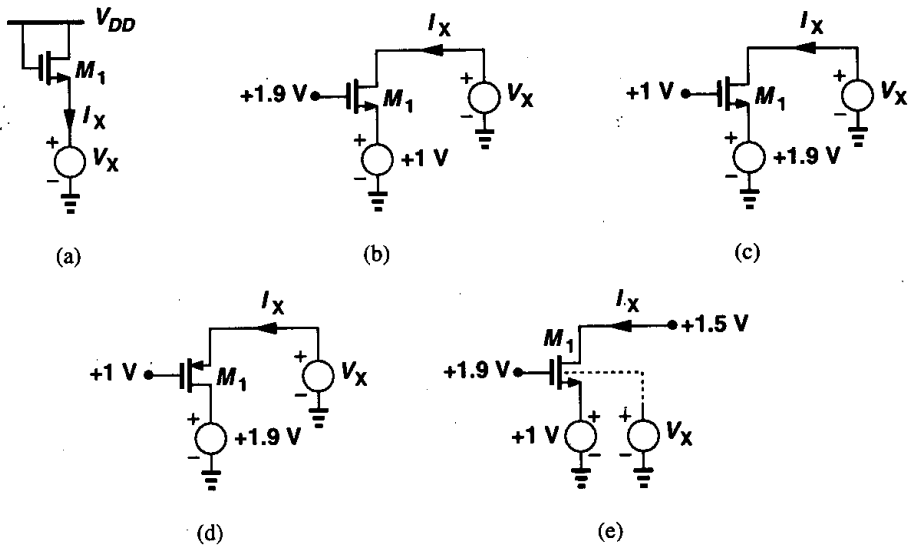 V_DD
M_1
I_X
V_X
(a)
I_X
+1.9 V
M_1
V_X
+1 V
(b)
I_X
+1 V
M_1
V_X
+1.9 V
(c)
I_X
+1 V
M_1
V_X
+1.9 V
(d)
I_X
+1.5 V
M_1
+1.9 V
+1 V
V_X
(e)